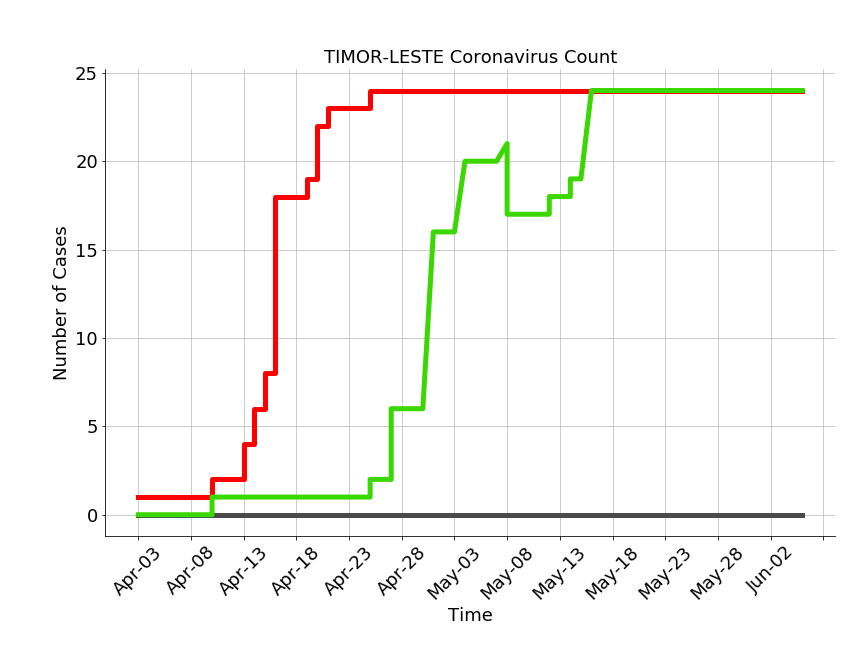 TIMOR-LESTE Coronavirus Count
25
20
15
10
5
0
Number of Cases
Apr-03
Apr-08
Apr-13
Apr-18
Apr-23
Apr-28
May-03
May-08
May-13
May-18
May-23
May-28
Jun-02
Time